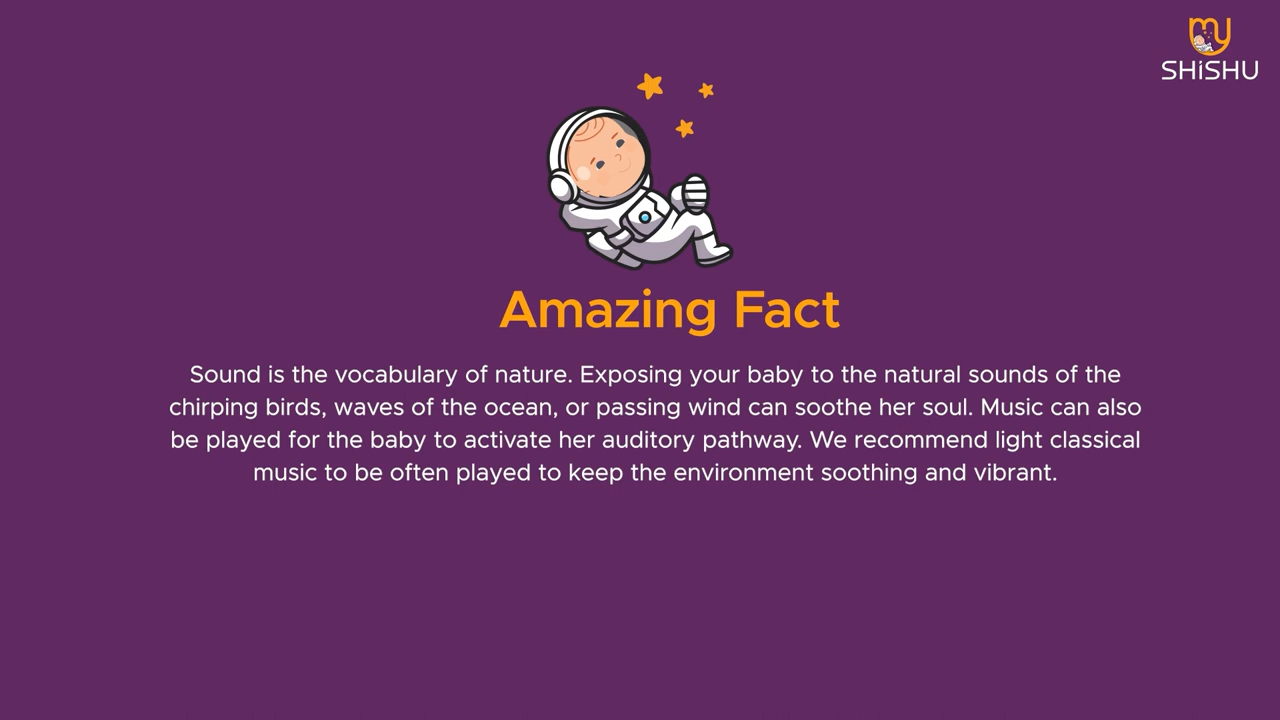 my
SHiSHU
Amazing Fact
Sound is the vocabulary of nature. Exposing your baby to the natural sounds of the
chirping birds, waves of the ocean, or passing wind can soothe her soul. Music can also
be played for the baby to activate her auditory pathway. We recommend light classical
music to be often played to keep the environment soothing and vibrant.